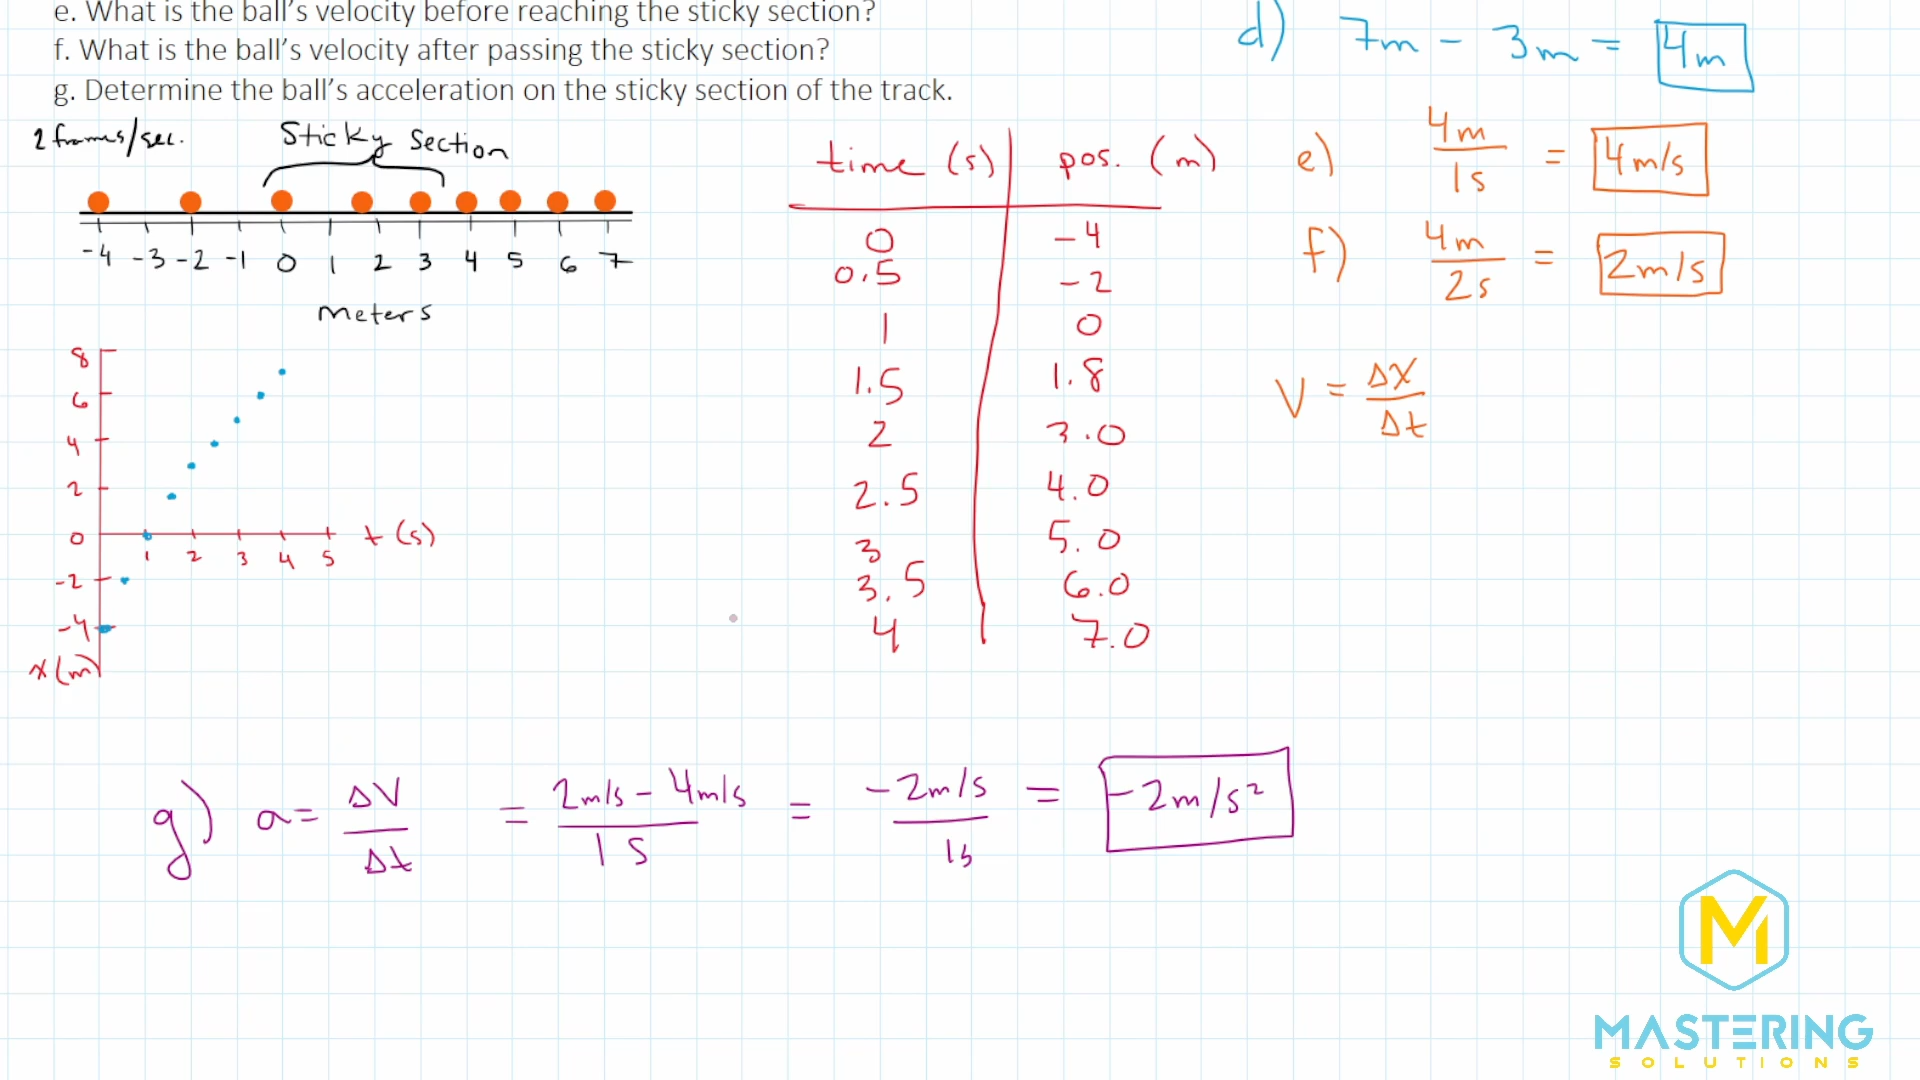 e. What is the ball's velocity before reaching the sticky section?
f. What is the ball's velocity after passing the sticky section?
g. Determine the ball's acceleration on the sticky section of the track.
d) 7m - 3m = 4m
2 frames/sec.
Sticky Section
-4 -3 -2 -1 0 1 2 3 4 5 6 7
meters
8
6
4
2
0
-2
-4
x(m)
1 2 3 4 5 t (s)
time (s) pos. (m)
0 -4
0.5 -2
1 0
1.5 1.8
2 3.0
2.5 4.0
3 5.0
3.5 6.0
4 7.0
e) 4m/1s = 4m/s
f) 4m/2s = 2m/s
V = ΔX/Δt
g) a = ΔV/Δt = 2m/s - 4m/s / 1s = -2m/s / 1s = -2m/s²
M
MASTERING
SOLUTIONS